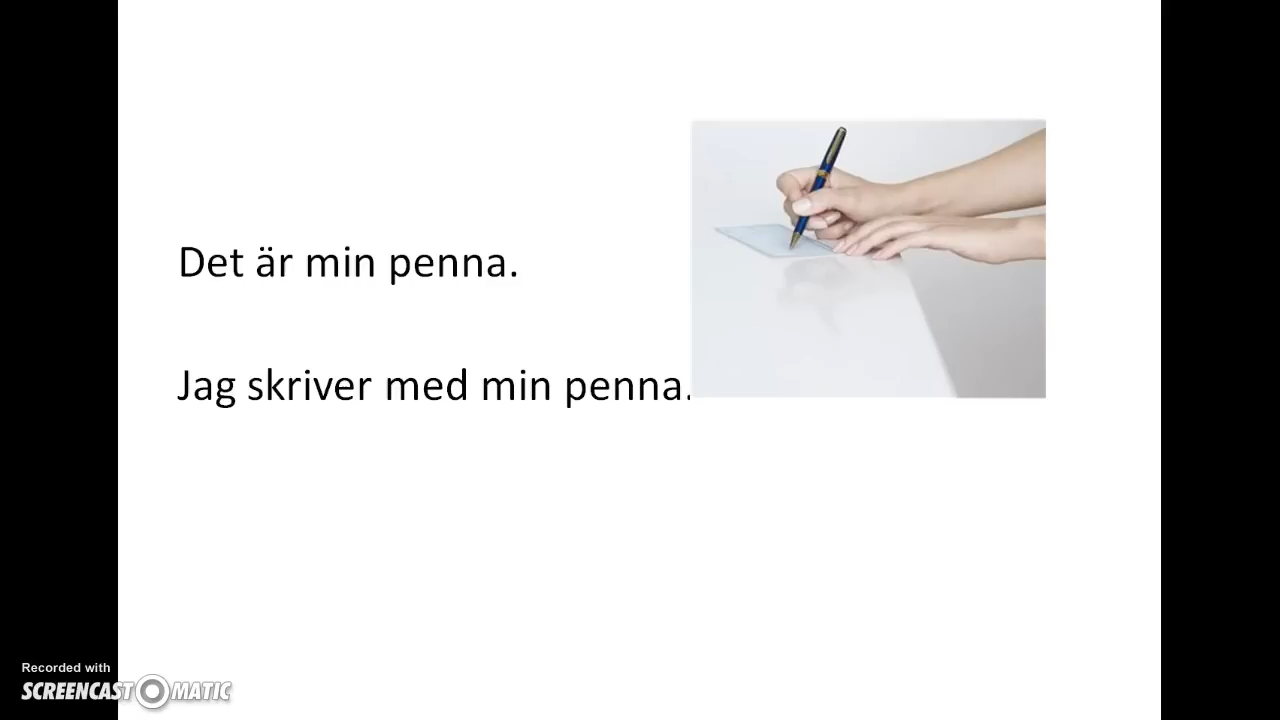 Det är min penna.
Jag skriver med min penna.
Recorded with
SCREENCAST O MATIC